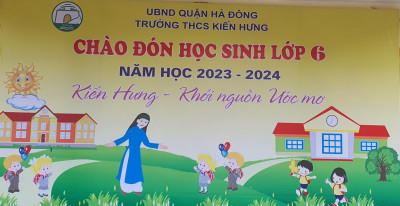 UBND QUẬN HÀ ĐÔNG
TRƯỜNG THCS KIẾN HƯNG
CHÀO ĐÓN HỌC SINH LỚP 6
NĂM HỌC 2023 - 2024
Kiến Hưng - Khơi nguồn Ước mơ